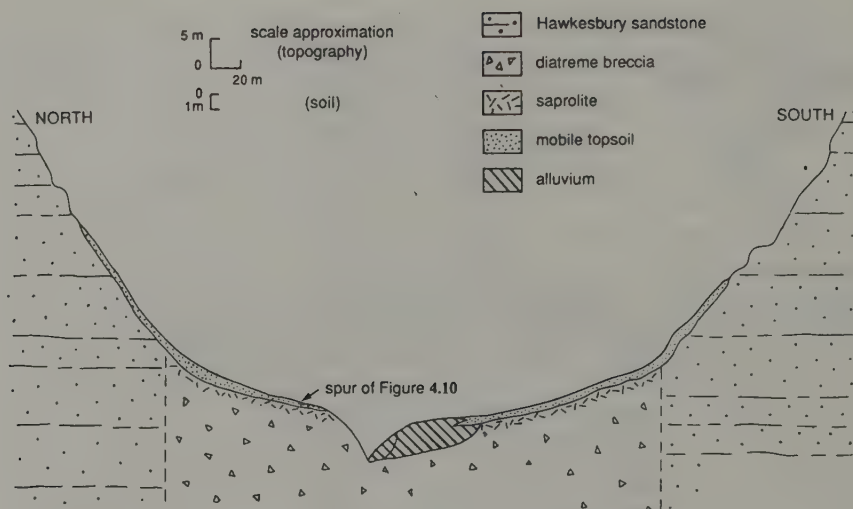 5 m
scale approximation
(topography)
0
20 m
0
1m
(soil)
Hawkesbury sandstone
diatreme breccia
saprolite
mobile topsoil
alluvium
NORTH
SOUTH
spur of Figure 4.10